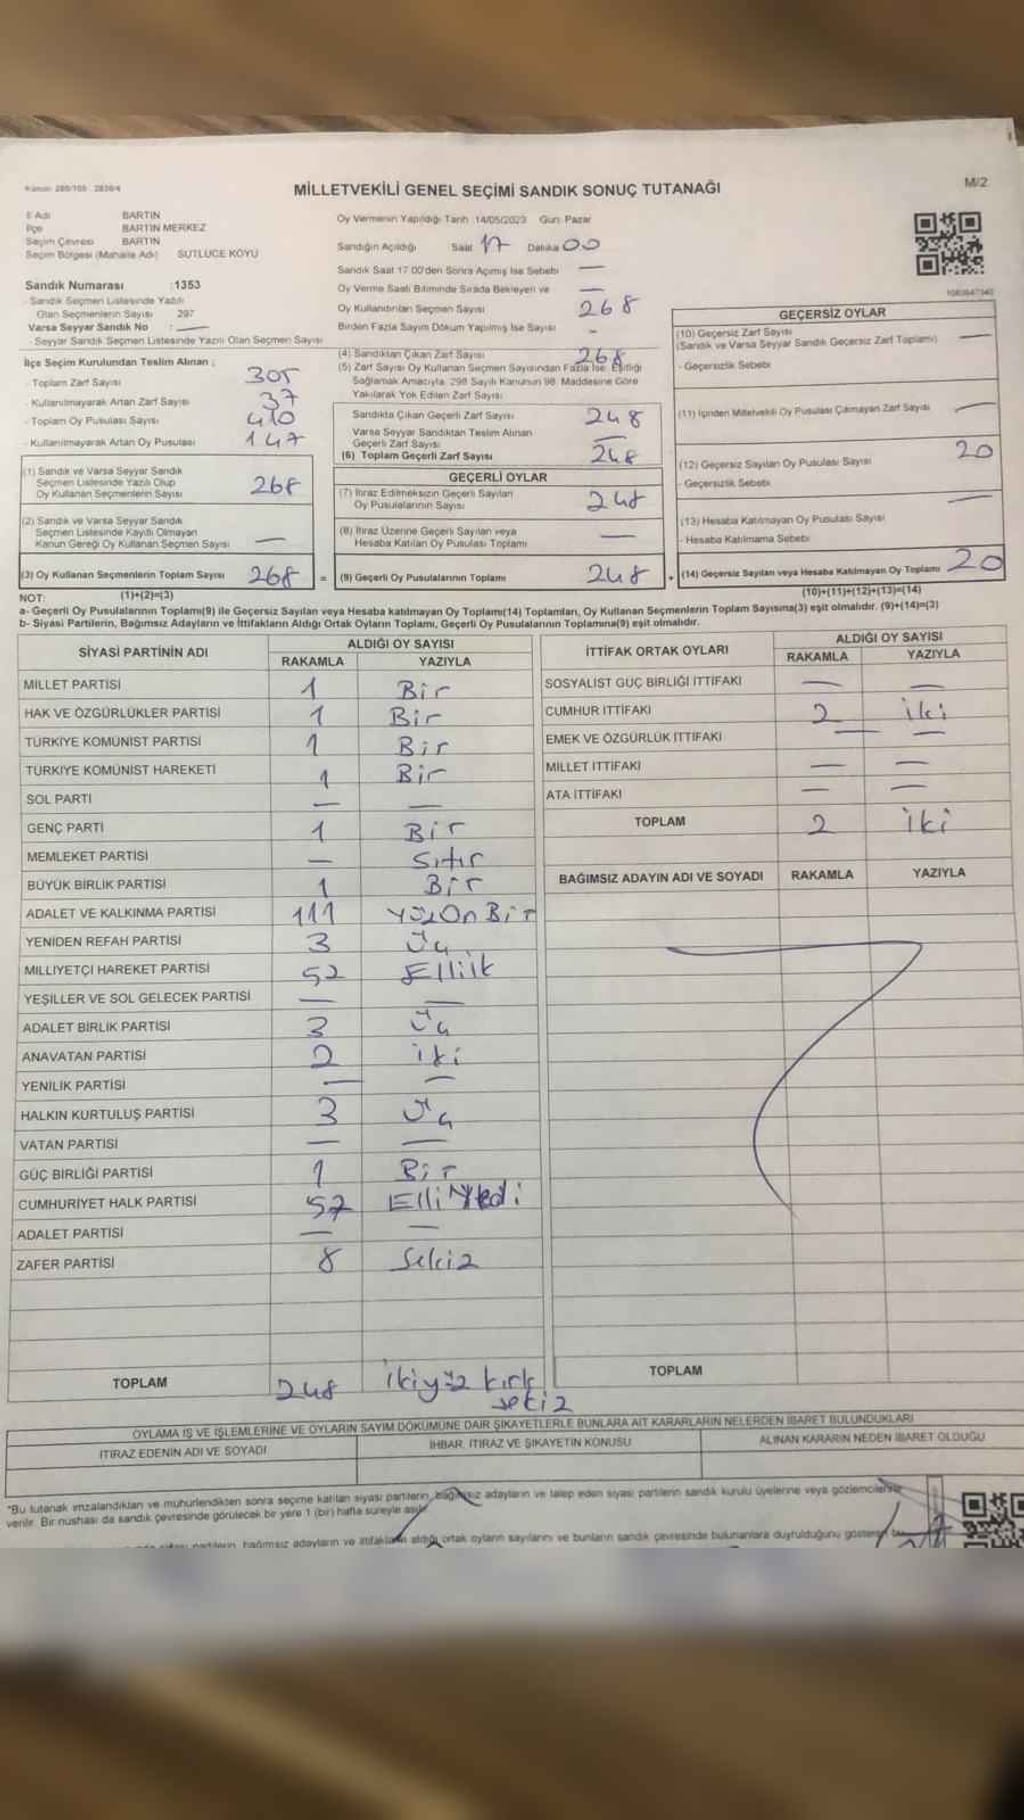 MİLLETVEKİLİ GENEL SEÇİMİ SANDIK SONUÇ TUTANAĞI
M/2
İl Adı BARTIN
İlçe BARTIN MERKEZ
Seçim Çevresi BARTIN
Seçim Bölgesi (Mahalle Adı) SÜTLÜCE KÖYÜ
Oy Vermenin Yapıldığı Tarih :14/05/2023 Gün: Pazar
Sandığın Açıldığı Saat 17 Dakika 00
Sandık Saat 17.00'den Sonra Açımış İse Sebebi —
Oy Verme Saati Bitiminde Sırada Bekleyen ve
Oy Kullandırılan Seçmen Sayısı — 268
Birden Fazla Sayım Döküm Yapılmış İse Sayısı -
Sandık Numarası :1353
- Sandık Seçmen Listesinde Yazılı
Olan Seçmenlerin Sayısı 297
Varsa Seyyar Sandık No : —
- Seyyar Sandık Seçmen Listesinde Yazılı Olan Seçmen Sayısı
İlçe Seçim Kurulundan Teslim Alınan :
- Toplam Zarf Sayısı 305
- Kullanılmayarak Artan Zarf Sayısı 37
- Toplam Oy Pusulası Sayısı 410
- Kullanılmayarak Artan Oy Pusulası 147
(1) Sandık ve Varsa Seyyar Sandık
Seçmen Listesinde Yazılı Olup
Oy Kullanan Seçmenlerin Sayısı 268
(2) Sandık ve Varsa Seyyar Sandık
Seçmen Listesinde Kayıtlı Olmayan
Kanun Gereği Oy Kullanan Seçmen Sayısı —
(3) Oy Kullanan Seçmenlerin Toplam Sayısı 268 =
(1)+(2)=(3)
(4) Sandıktan Çıkan Zarf Sayısı 268
(5) Zarf Sayısı Oy Kullanan Seçmen Sayısından Fazla İse, Eşitliği
Sağlamak Amacıyla, 298 Sayılı Kanunun 98. Maddesine Göre
Yakılarak Yok Edilen Zarf Sayısı
Sandıkta Çıkan Geçerli Zarf Sayısı 248
Varsa Seyyar Sandıktan Teslim Alınan
Geçerli Zarf Sayısı —
(6) Toplam Geçerli Zarf Sayısı 248
GEÇERLİ OYLAR
(7) İtiraz Edilmeksizin Geçerli Sayılan
Oy Pusulalarının Sayısı 248
(8) İtiraz Üzerine Geçerli Sayılan veya
Hesaba Katılan Oy Pusulası Toplamı —
(9) Geçerli Oy Pusulalarının Toplamı 248 +
GEÇERSİZ OYLAR
(10) Geçersiz Zarf Sayısı —
(Sandık ve Varsa Seyyar Sandık Geçersiz Zarf Toplamı)
- Geçersizlik Sebebi
(11) İçinden Milletvekili Oy Pusulası Çıkmayan Zarf Sayısı —
(12) Geçersiz Sayılan Oy Pusulası Sayısı 20
- Geçersizlik Sebebi
(13) Hesaba Katılmayan Oy Pusulası Sayısı —
- Hesaba Katılmama Sebebi
(14) Geçersiz Sayılan veya Hesaba Katılmayan Oy Toplamı 20
(10)+(11)+(12)+(13)=(14)
NOT:
a- Geçerli Oy Pusulalarının Toplamı(9) ile Geçersiz Sayılan veya Hesaba katılmayan Oy Toplamı(14) Toplamları, Oy Kullanan Seçmenlerin Toplam Sayısına(3) eşit olmalıdır. (9)+(14)=(3)
b- Siyasi Partilerin, Bağımsız Adayların ve İttifakların Aldığı Ortak Oyların Toplamı, Geçerli Oy Pusulalarının Toplamına(9) eşit olmalıdır.
SİYASİ PARTİNİN ADI ALDIĞI OY SAYISI
RAKAMLA YAZIYLA
MİLLET PARTİSİ 1 Bir
HAK VE ÖZGÜRLÜKLER PARTİSİ 1 Bir
TÜRKİYE KOMÜNİST PARTİSİ 1 Bir
TÜRKİYE KOMÜNİST HAREKETİ 1 Bir
SOL PARTİ — —
GENÇ PARTİ 1 Bir
MEMLEKET PARTİSİ — Sıfır
BÜYÜK BİRLİK PARTİSİ 1 Bir
ADALET VE KALKINMA PARTİSİ 111 YüzOnBir
YENİDEN REFAH PARTİSİ 3 Üç
MİLLİYETÇİ HAREKET PARTİSİ 52
YEŞİLLER VE SOL GELECEK PARTİSİ — —
ADALET BİRLİK PARTİSİ 3 Üç
ANAVATAN PARTİSİ 2 iki
YENİLİK PARTİSİ — —
HALKIN KURTULUŞ PARTİSİ 3 Üç
VATAN PARTİSİ — —
GÜÇ BİRLİĞİ PARTİSİ 1 Bir
CUMHURİYET HALK PARTİSİ 57 Elli Yedi
ADALET PARTİSİ — —
ZAFER PARTİSİ 8 Sekiz
TOPLAM 248 ikiyüz kırk
sekiz
İTTİFAK ORTAK OYLARI ALDIĞI OY SAYISI
RAKAMLA YAZIYLA
SOSYALİST GÜÇ BİRLİĞİ İTTİFAKI — —
CUMHUR İTTİFAKI 2 iki
EMEK VE ÖZGÜRLÜK İTTİFAKI — —
MİLLET İTTİFAKI — —
ATA İTTİFAKI — —
TOPLAM 2 iki
BAĞIMSIZ ADAYIN ADI VE SOYADI RAKAMLA YAZIYLA
TOPLAM
OYLAMA İŞ VE İŞLEMLERİNE VE OYLARIN SAYIM DÖKÜMÜNE DAİR ŞİKAYETLERLE BUNLARA AİT KARARLARIN NELERDEN İBARET BULUNDUKLARI
İTİRAZ EDENİN ADI VE SOYADI İHBAR, İTİRAZ VE ŞİKAYETİN KONUSU ALINAN KARARIN NEDEN İBARET OLDUĞU
"Bu tutanak imzalandıktan ve mühürlendikten sonra seçime katılan siyasi partilerin, bağımsız adayların ve talep eden siyasi partilerin sandık kurulu üyelerine veya gözlemcilerine
verilir. Bir nüshası da sandık çevresinde görülecek bir yere 1 (bir) hafta süreyle asılır.
bağımsız adayların ve ittifakların aldığı ortak oyların sayılarını ve bunların sandık çevresinde bulunanlara duyrulduğunu gösteren